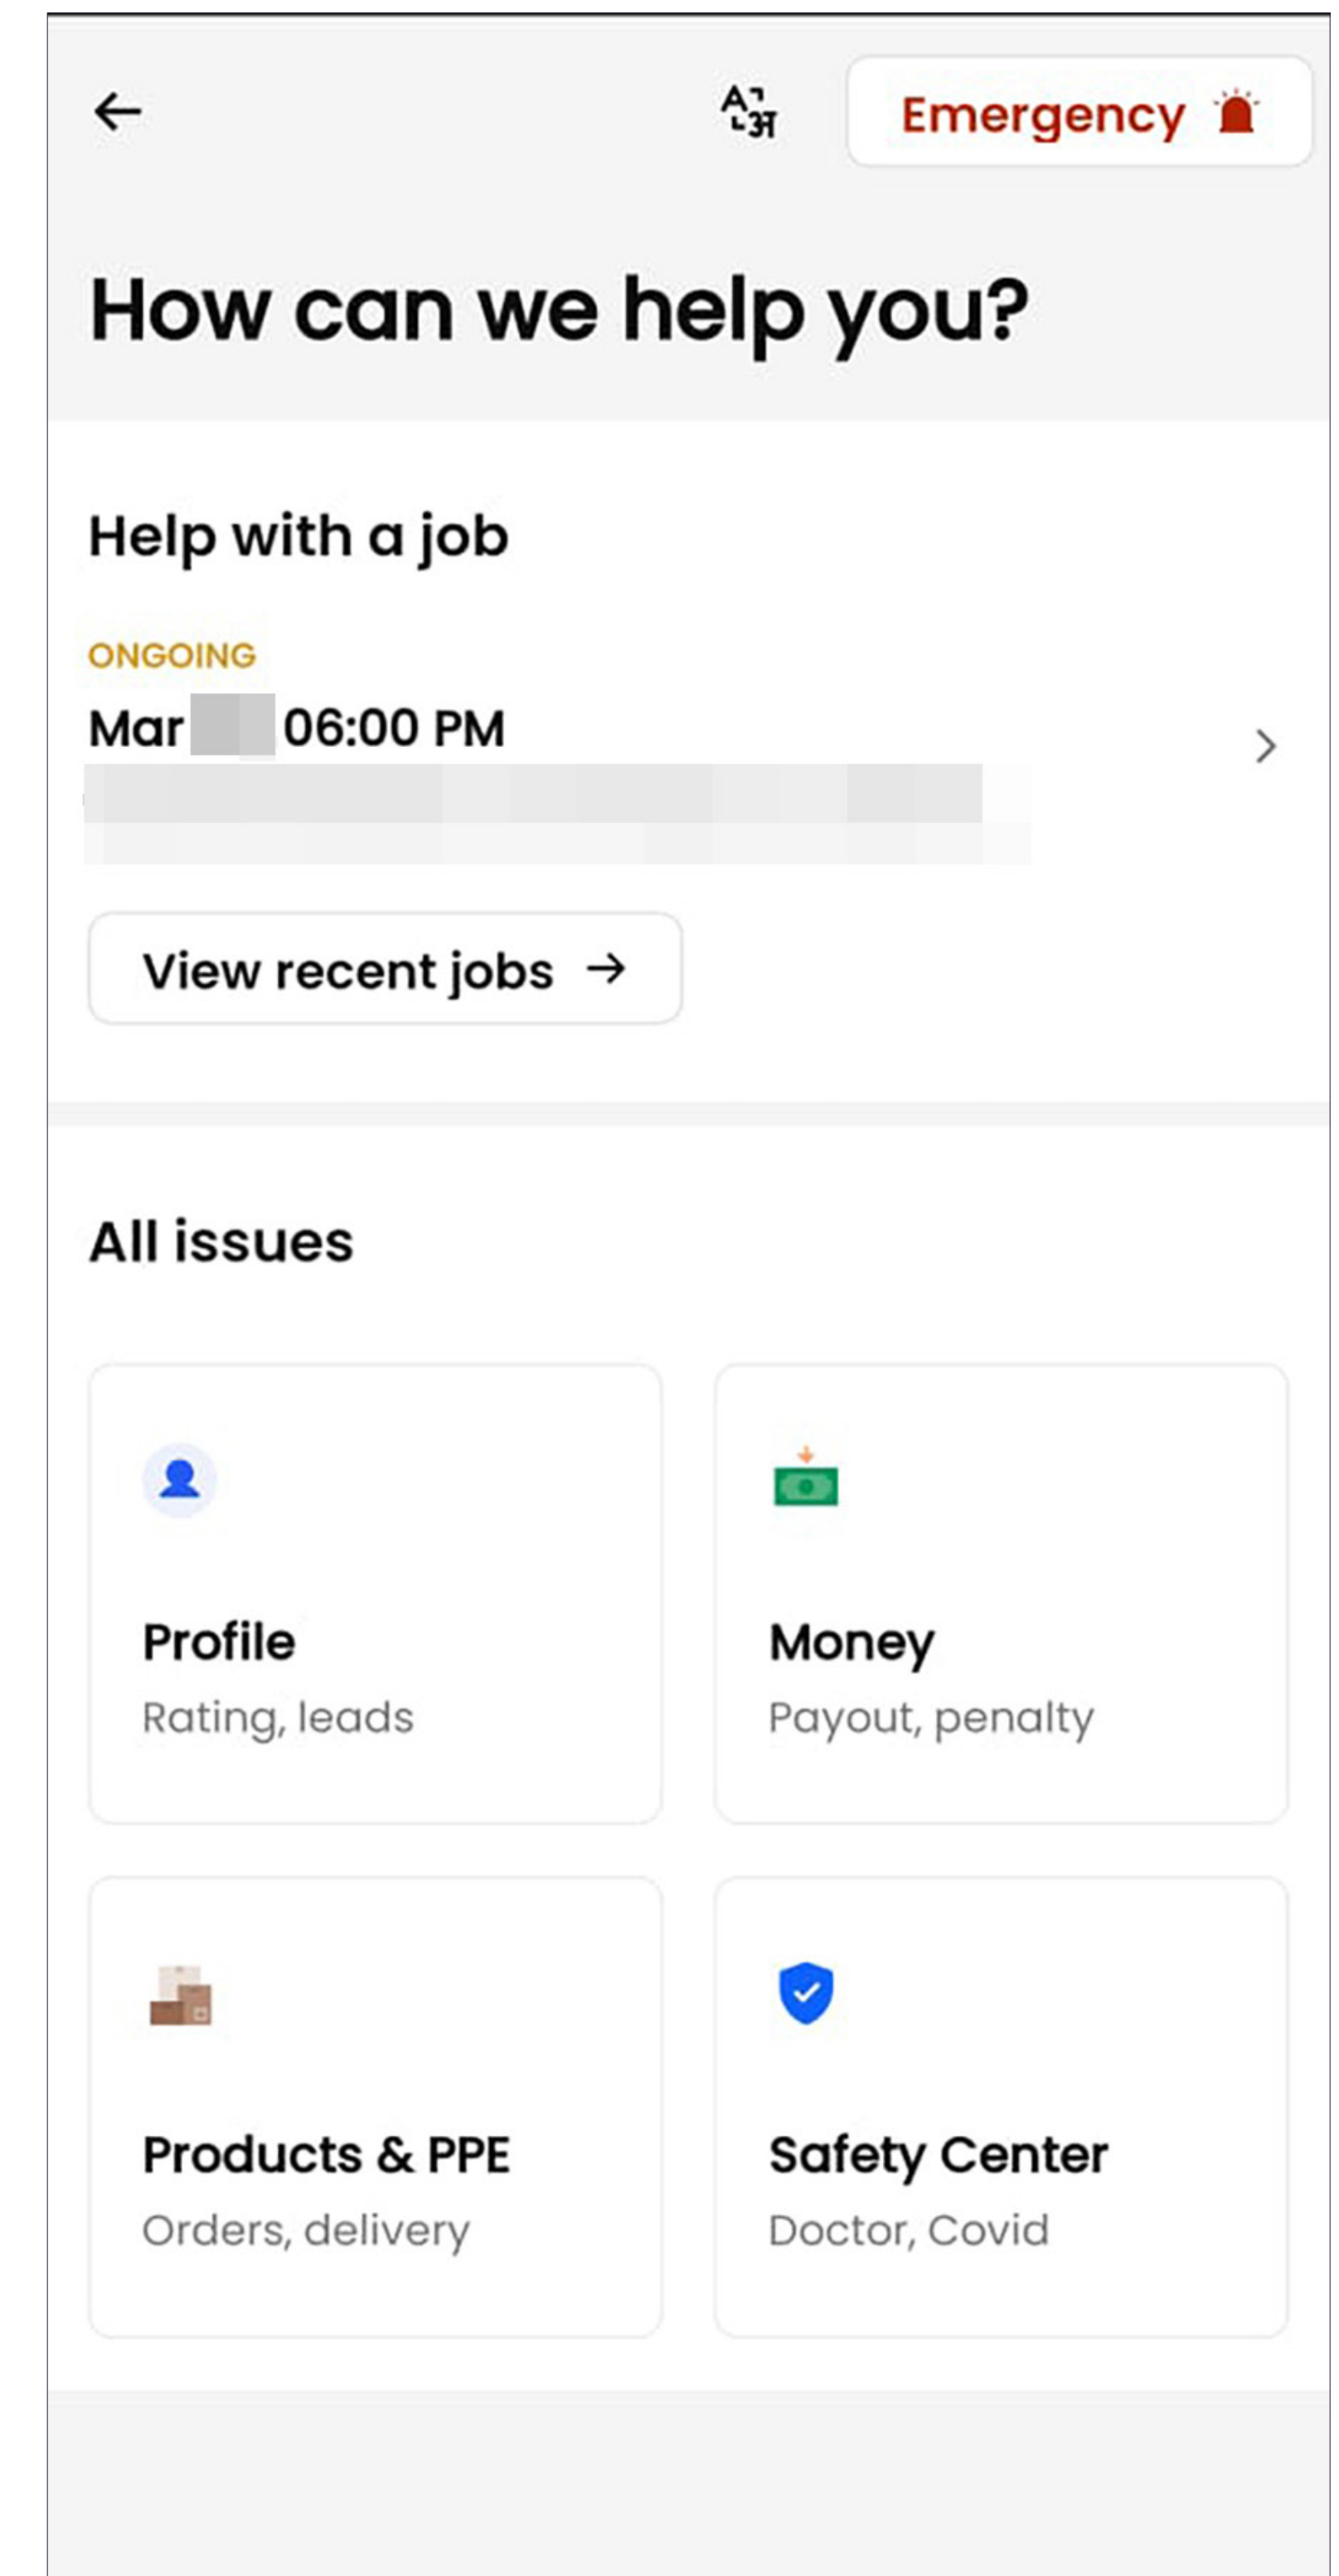 Emergency
How can we help you?
Help with a job
ONGOING
Mar 06:00 PM
View recent jobs →
All issues
Profile
Rating, leads
Money
Payout, penalty
Products & PPE
Orders, delivery
Safety Center
Doctor, Covid